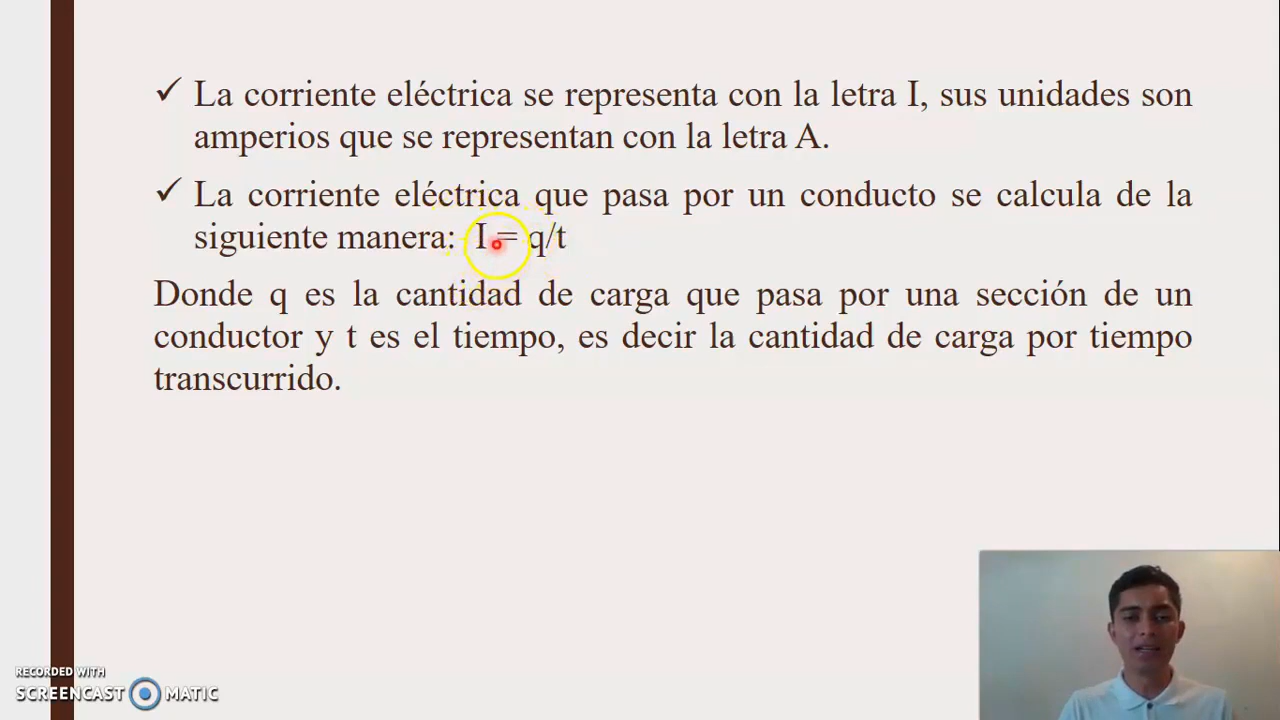 ✓ La corriente eléctrica se representa con la letra I, sus unidades son
amperios que se representan con la letra A.
✓ La corriente eléctrica que pasa por un conducto se calcula de la
siguiente manera: I = q/t
Donde q es la cantidad de carga que pasa por una sección de un
conductor y t es el tiempo, es decir la cantidad de carga por tiempo
transcurrido.
RECORDED WITH
SCREENCAST MATIC